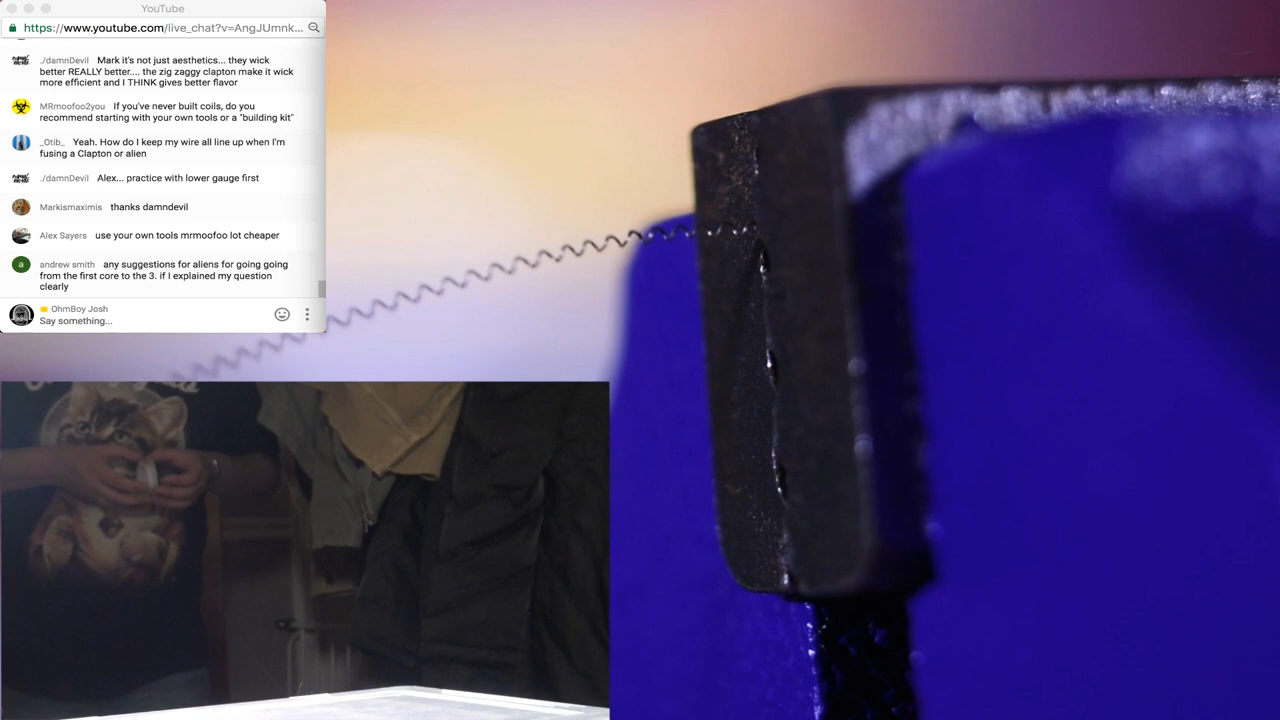 YouTube
https://www.youtube.com/live_chat?v=AngJUmnk...
./damnDevil Mark it's not just aesthetics... they wick
better REALLY better.... the zig zaggy clapton make it wick
more efficient and I THINK gives better flavor
MRmoofoo2you If you've never built coils, do you
recommend starting with your own tools or a "building kit"
_Otib_ Yeah. How do I keep my wire all line up when I'm
fusing a Clapton or alien
./damnDevil Alex... practice with lower gauge first
Markismaximis thanks damndevil
Alex Sayers use your own tools mrmoofoo lot cheaper
a
andrew smith any suggestions for aliens for going going
from the first core to the 3. if I explained my question
clearly
OhmBoy Josh
Say something...